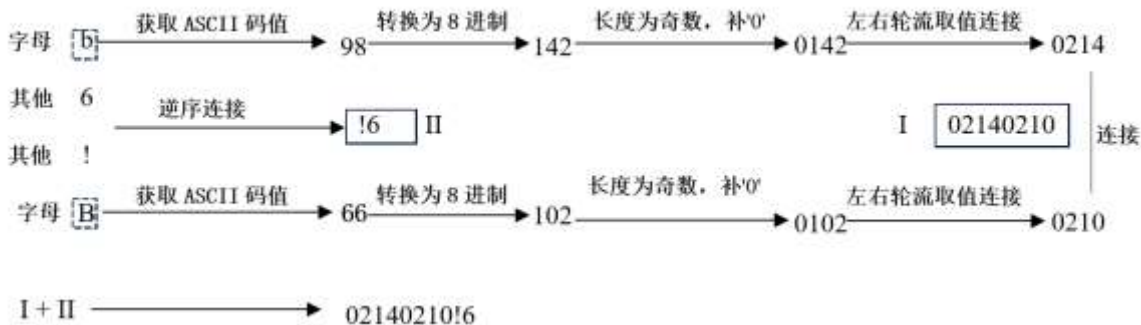 字母 b 获取 ASCII 码值 98 转换为 8 进制 142 长度为奇数，补'0' 0142 左右轮流取值连接 0214
其他 6
逆序连接 !6 II I 02140210 连接
其他 !
字母 B 获取 ASCII 码值 66 转换为 8 进制 102 长度为奇数，补'0' 0102 左右轮流取值连接 0210
I + II 02140210!6